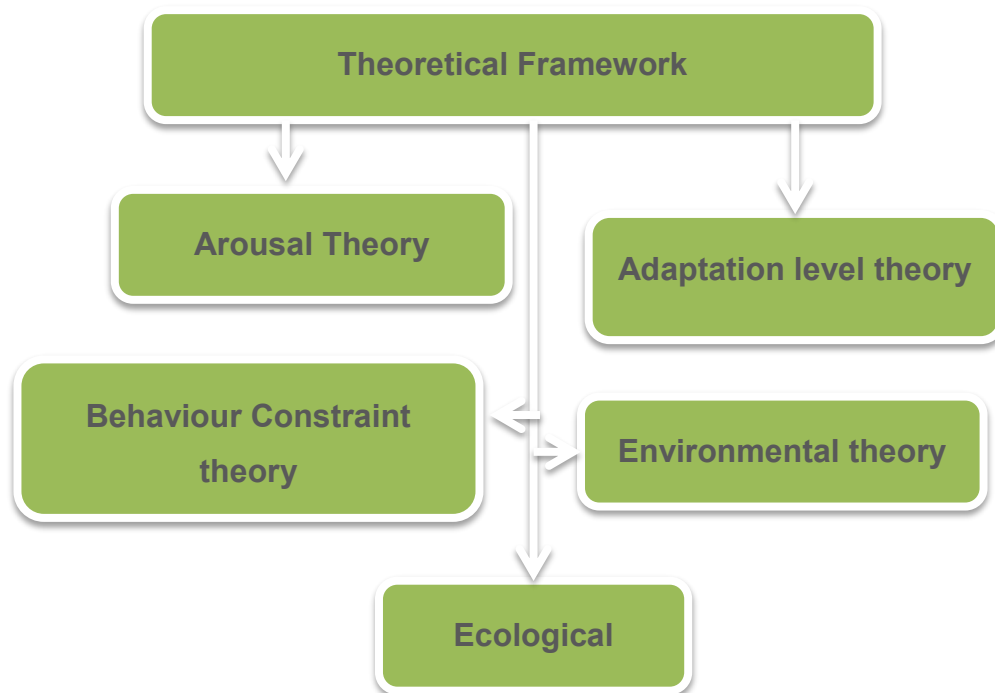 Theoretical Framework
Arousal Theory
Adaptation level theory
Behaviour Constraint
theory
Environmental theory
Ecological